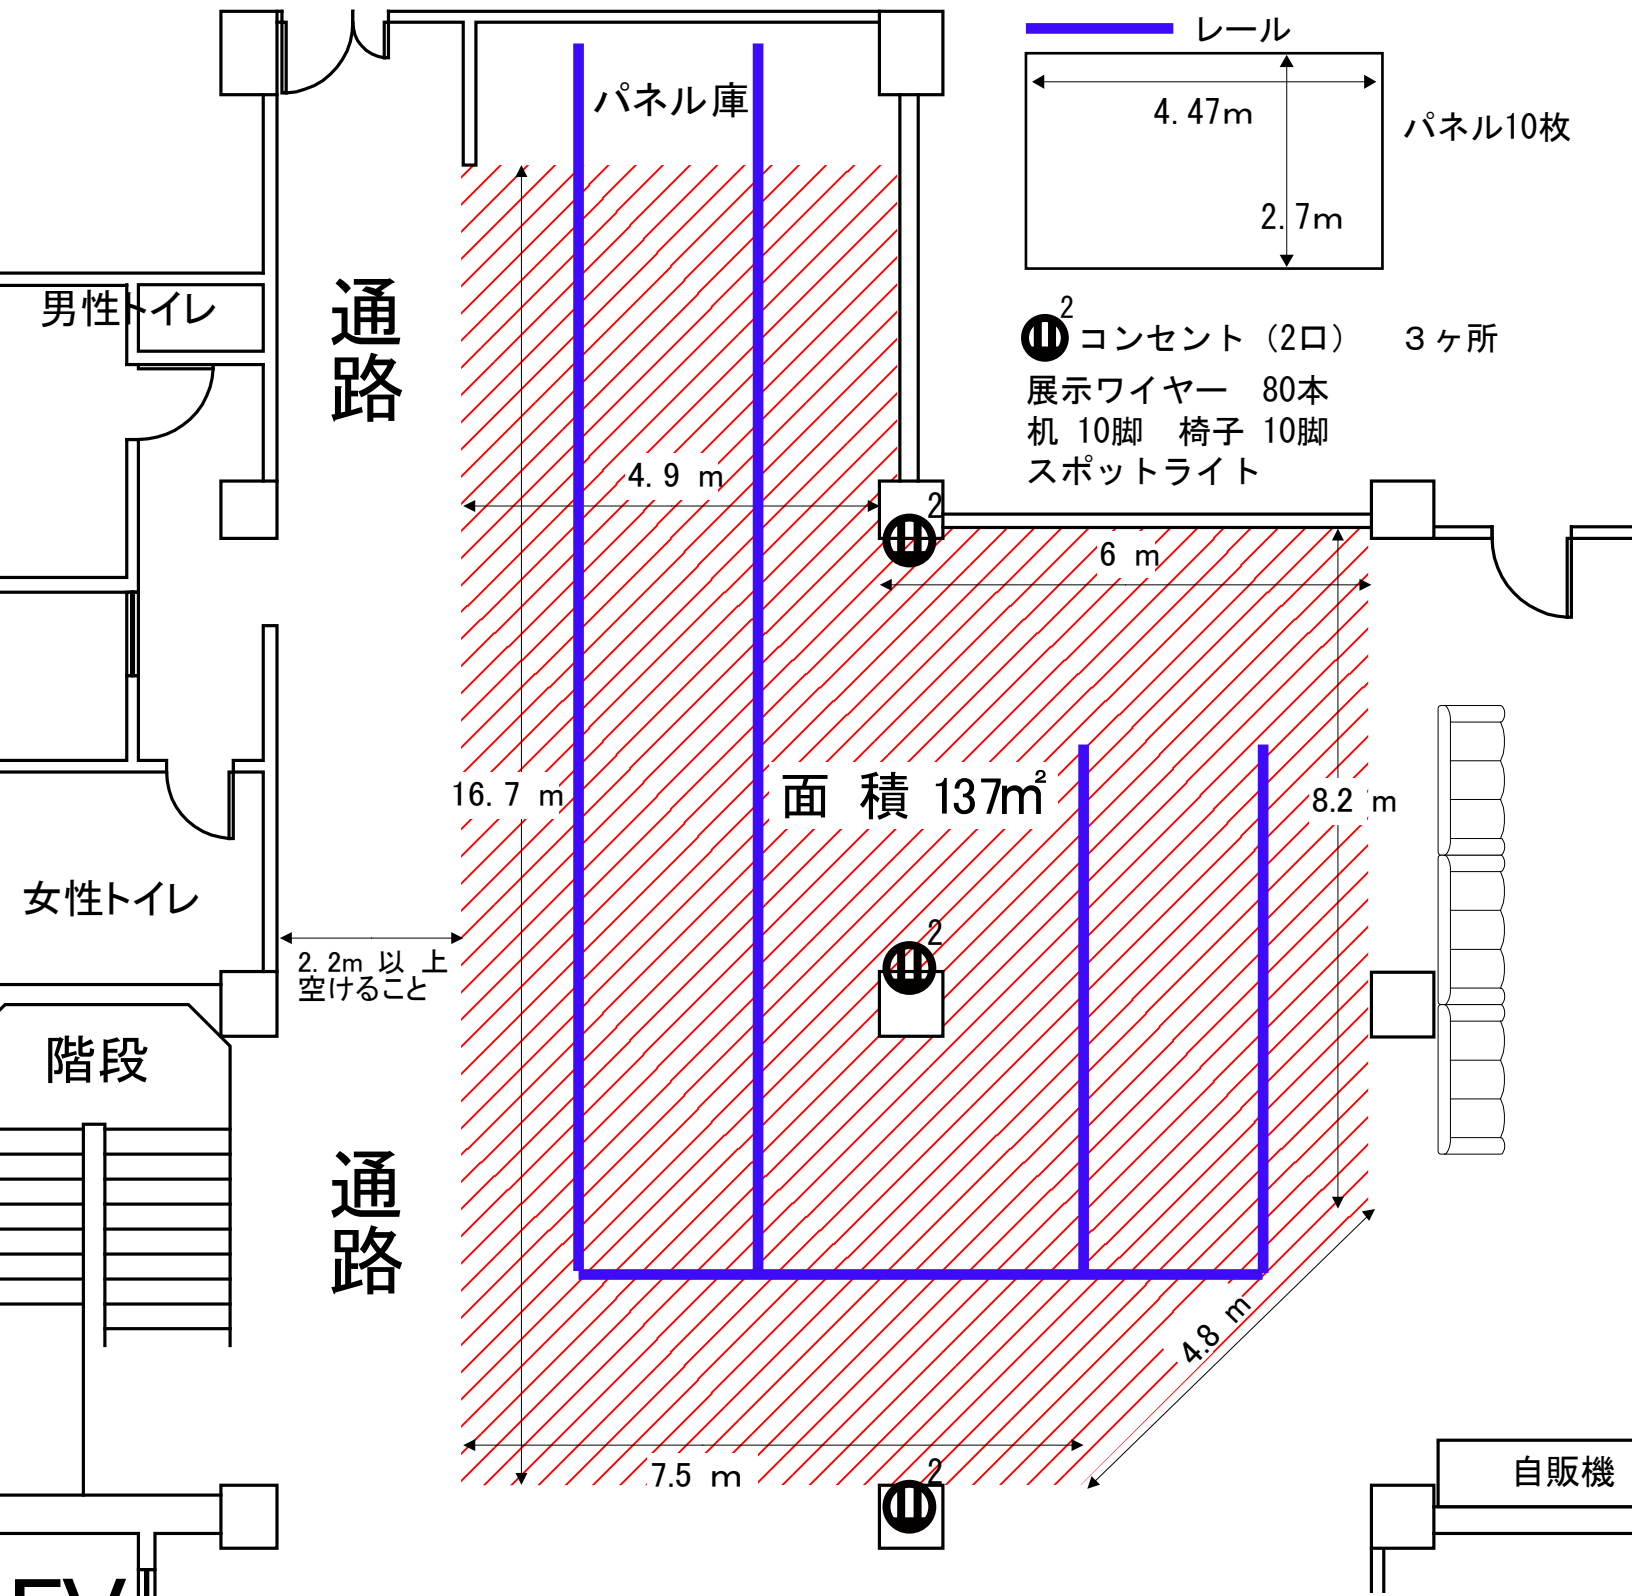 レール
パネル庫
4.47m
パネル10枚
2.7m
2
コンセント（2口）　３ヶ所
展示ワイヤー　80本
机 10脚　椅子 10脚
スポットライト
男性トイレ
通路
4.9 m
2
6 m
16.7 m
面 積 137㎡
8.2 m
女性トイレ
2
2.2m 以 上
空けること
階段
通路
4.8 m
7.5 m
2
自販機
EV